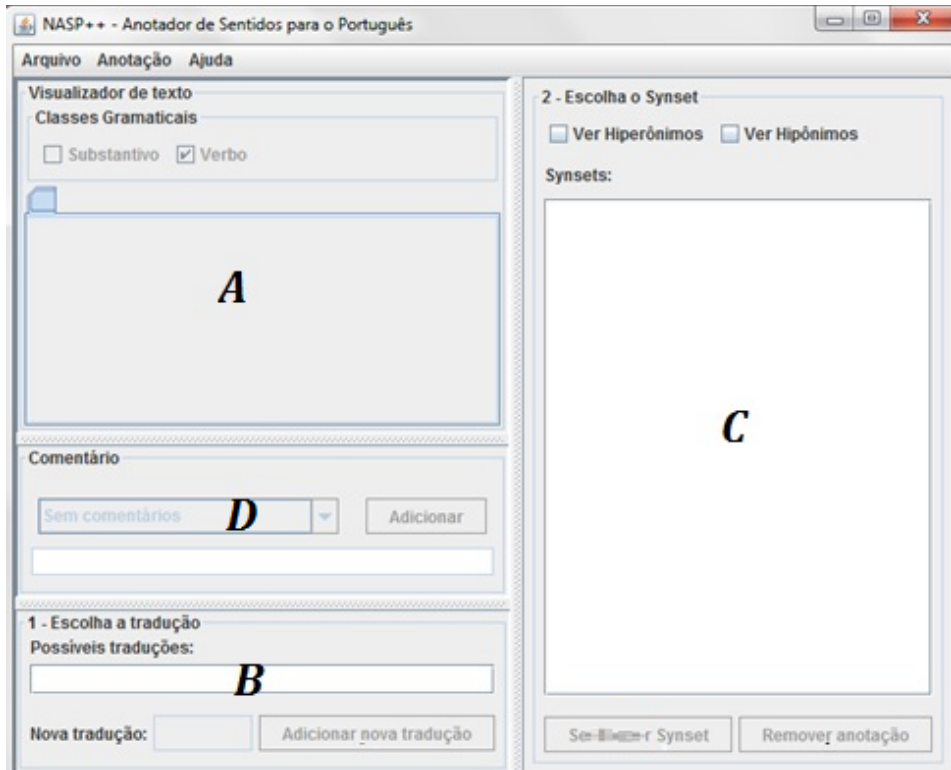 NASP++ - Anotador de Sentidos para o Português
Arquivo Anotação Ajuda
Visualizador de texto
Classes Gramaticais
Substantivo Verbo
A
Comentário
Sem comentários D Adicionar
1 - Escolha a tradução
Possíveis traduções:
B
Nova tradução: Adicionar nova tradução
2 - Escolha o Synset
Ver Hiperônimos Ver Hipônimos
Synsets:
C
Synset Remover anotação